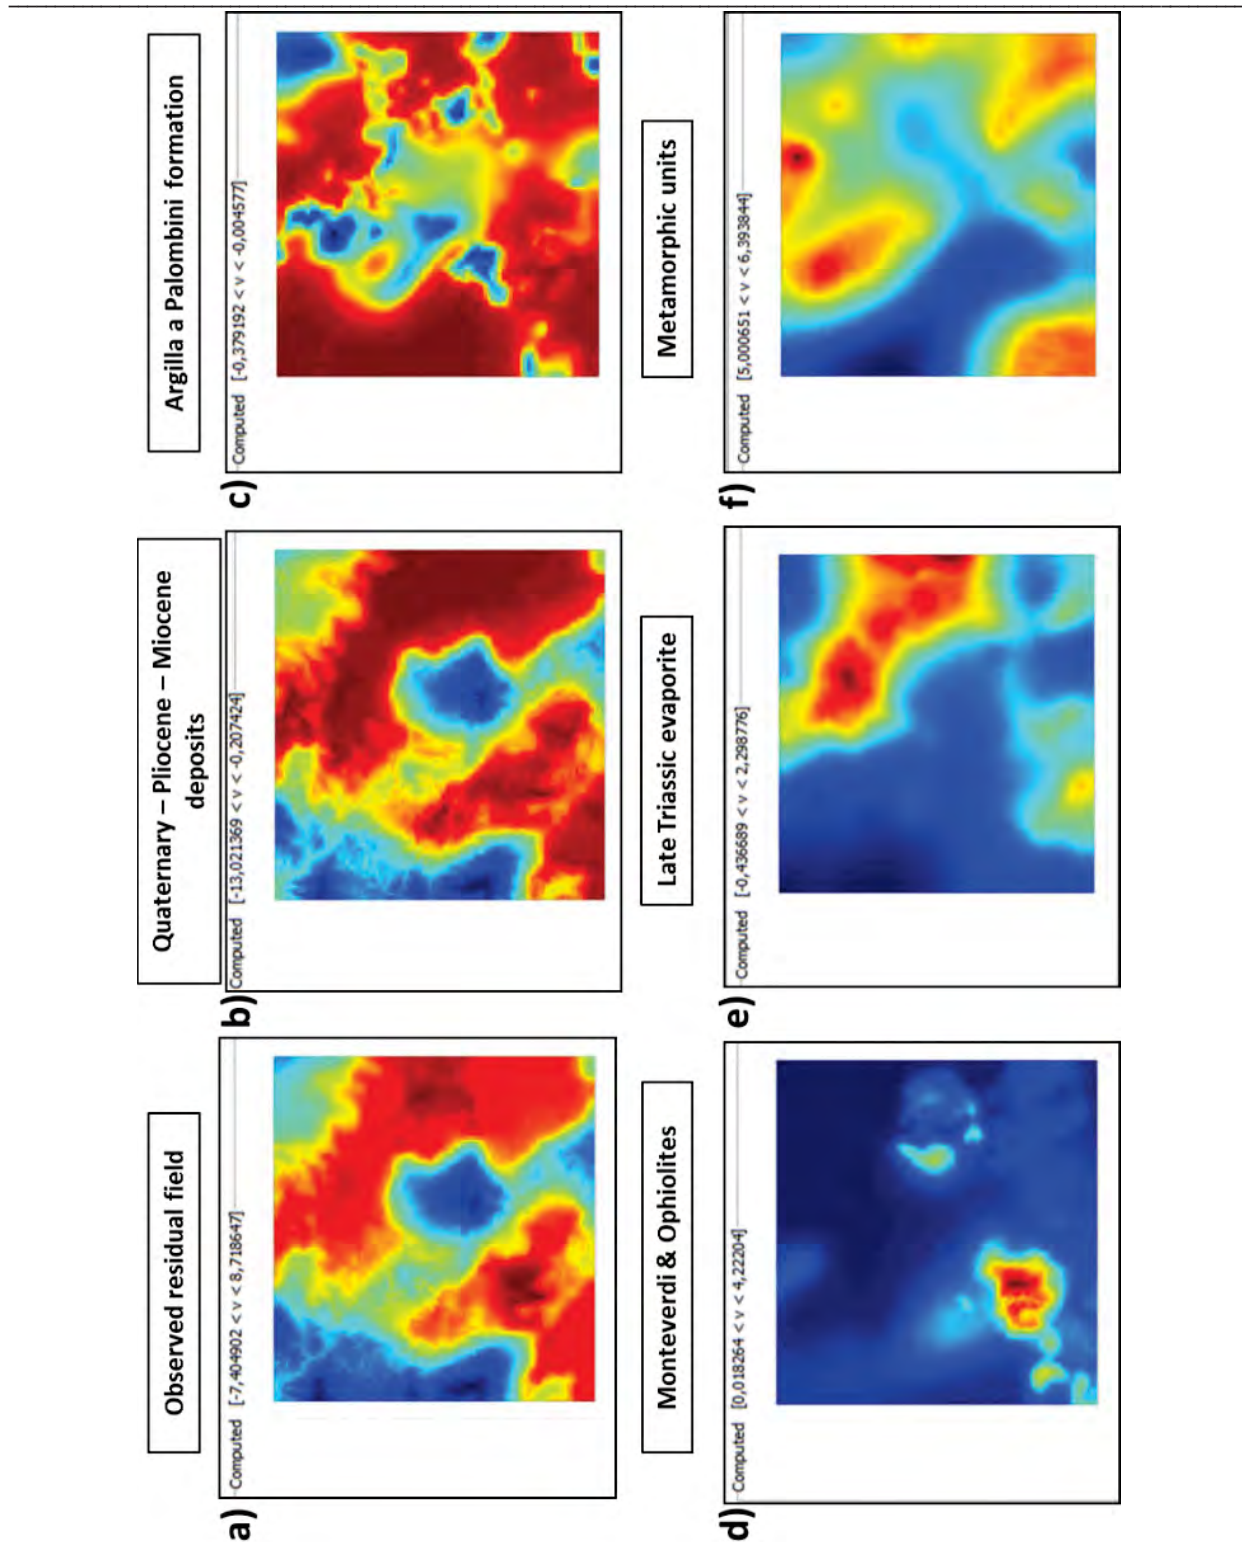 Observed residual field
a)
Computed [-7,404902 < v < 8,718647]
Quaternary – Pliocene – Miocene
deposits
b)
Computed [-13,021369 < v < -0,207424]
Argilla a Palombini formation
c)
Computed [-0,379192 < v < -0,004577]
Monteverdi & Ophiolites
d)
Computed [0,018264 < v < 4,22204]
Late Triassic evaporite
e)
Computed [-0,436689 < v < 2,298776]
Metamorphic units
f)
Computed [5,000651 < v < 6,393844]